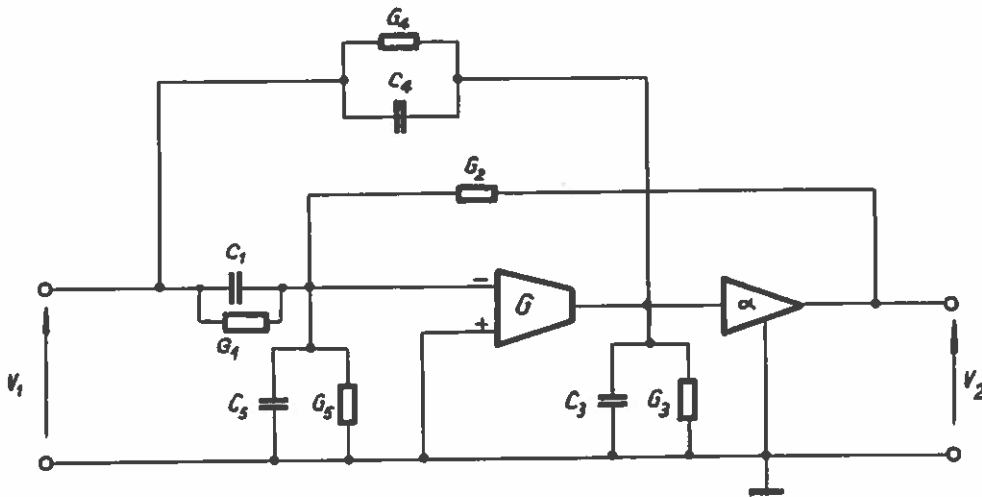 G₄
C₄
G₂
C₁
G₁
−
G
+
α
C₅
G₅
C₃
G₃
V₁
V₂